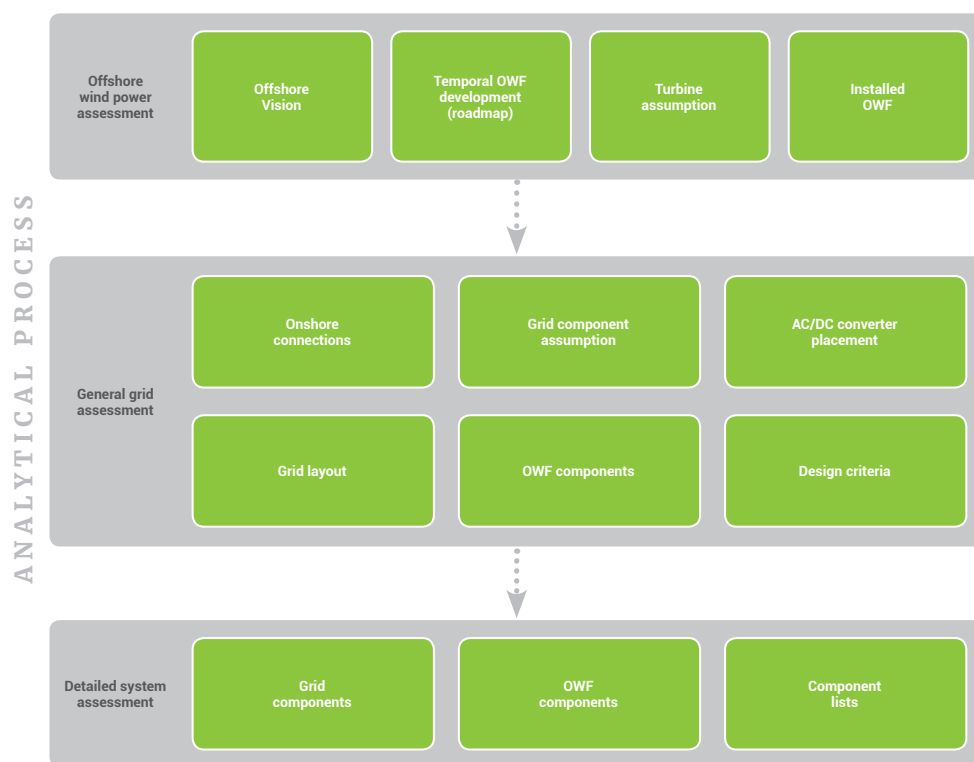 ANALYTICAL PROCESS
Offshore
wind power
assessment
Offshore
Vision
Temporal OWF
development
(roadmap)
Turbine
assumption
Installed
OWF
General grid
assessment
Onshore
connections
Grid component
assumption
AC/DC converter
placement
Grid layout
OWF components
Design criteria
Detailed system
assessment
Grid
components
OWF
components
Component
lists